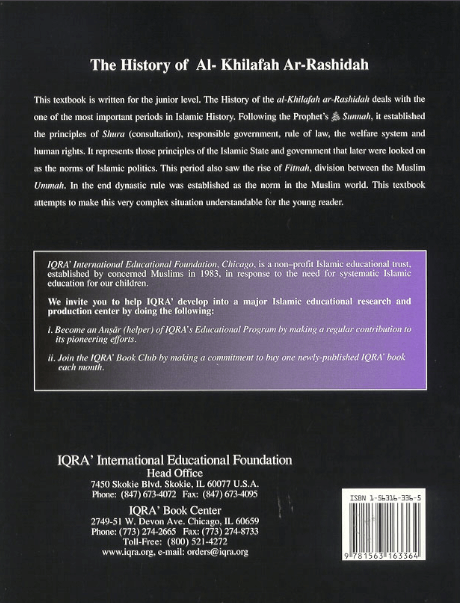 The History of Al- Khilafah Ar-Rashidah
This textbook is written for the junior level. The History of the al-Khilafah ar-Rashidah deals with the
one of the most important periods in Islamic History. Following the Prophet's ﷺ Sunnah, it established
the principles of Shura (consultation), responsible government, rule of law, the welfare system and
human rights. It represents those principles of the Islamic State and government that later were looked on
as the norms of Islamic politics. This period also saw the rise of Fitnah, division between the Muslim
Ummah. In the end dynastic rule was established as the norm in the Muslim world. This textbook
attempts to make this very complex situation understandable for the young reader.
IQRA' International Educational Foundation, Chicago, is a non-profit Islamic educational trust,
established by concerned Muslims in 1983, in response to the need for systematic Islamic
education for our children.
We invite you to help IQRA' develop into a major Islamic educational research and
production center by doing the following:
i. Become an Anṣār (helper) of IQRA's Educational Program by making a regular contribution to
its pioneering efforts.
ii. Join the IQRA' Book Club by making a commitment to buy one newly-published IQRA' book
each month.
IQRA' International Educational Foundation
Head Office
7450 Skokie Blvd. Skokie, IL 60077 U.S.A.
Phone: (847) 673-4072 Fax: (847) 673-4095
IQRA' Book Center
2749-51 W. Devon Ave. Chicago, IL 60659
Phone: (773) 274-2665 Fax: (773) 274-8733
Toll-Free: (800) 521-4272
www.iqra.org, e-mail: orders@iqra.org
ISBN 1-56316-336-5
9 781563 163364